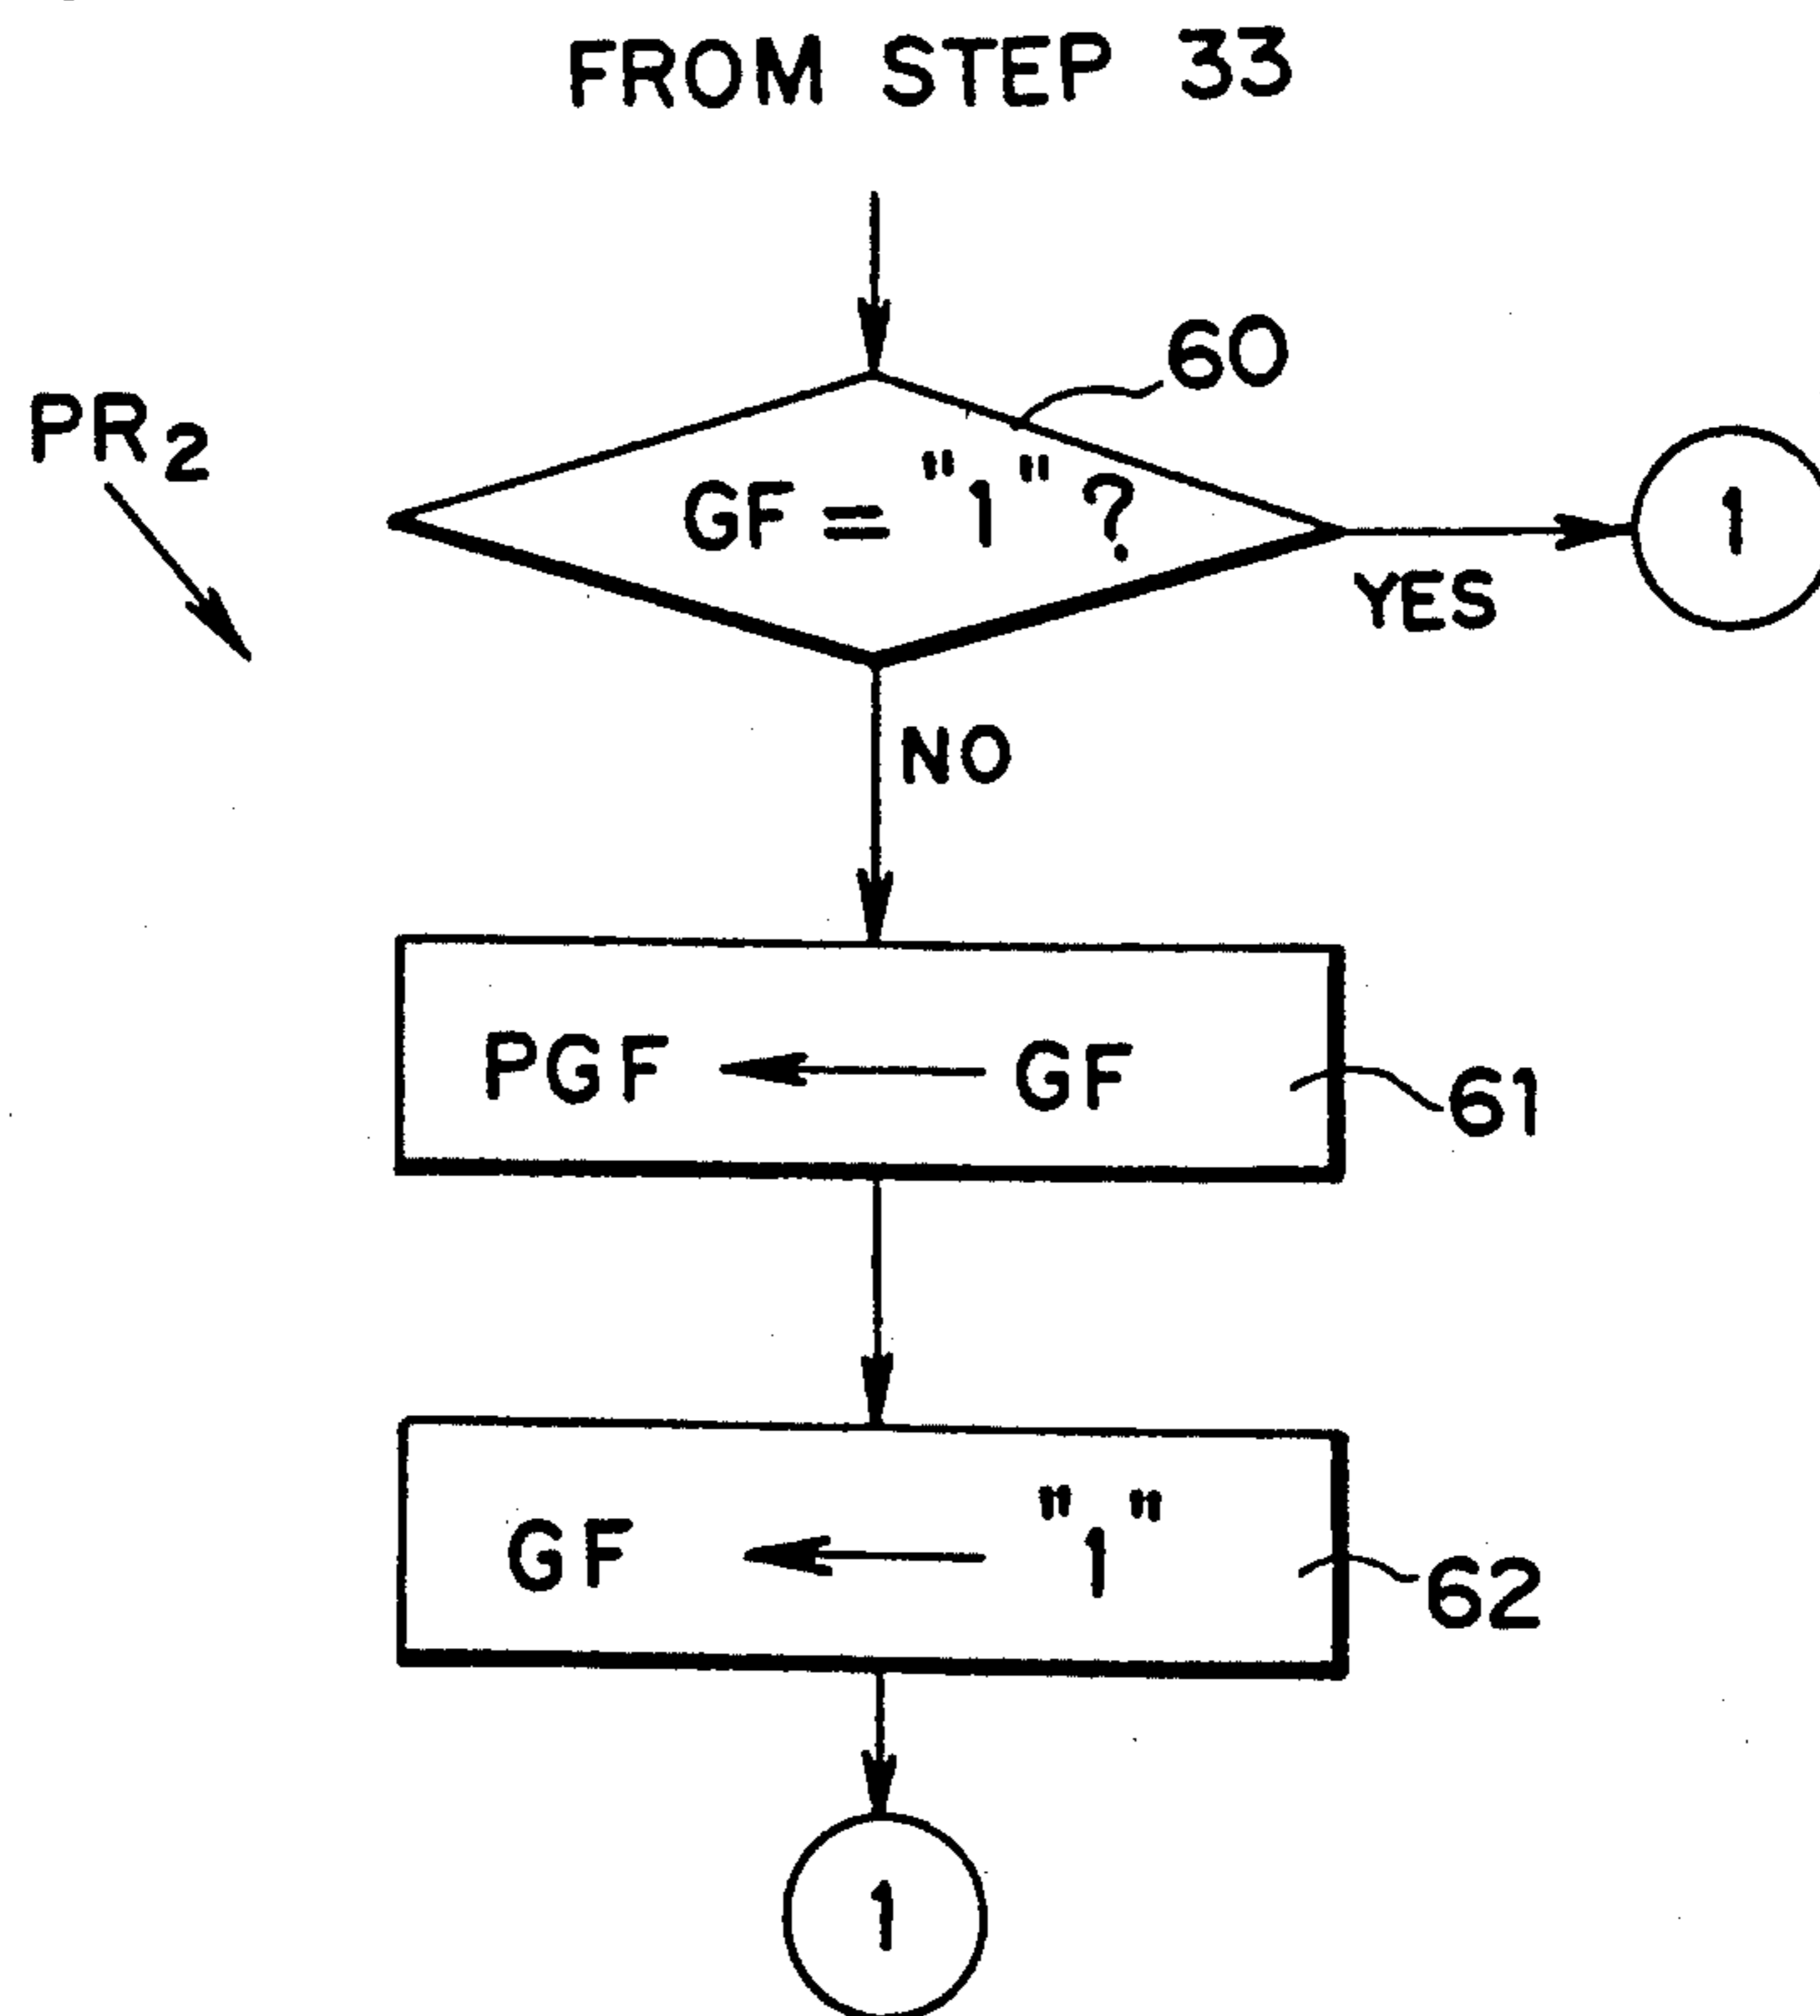 FROM STEP 33
60
PR2
GF = "1" ?
1
YES
NO
PGF ← GF
61
GF ← "1"
62
1